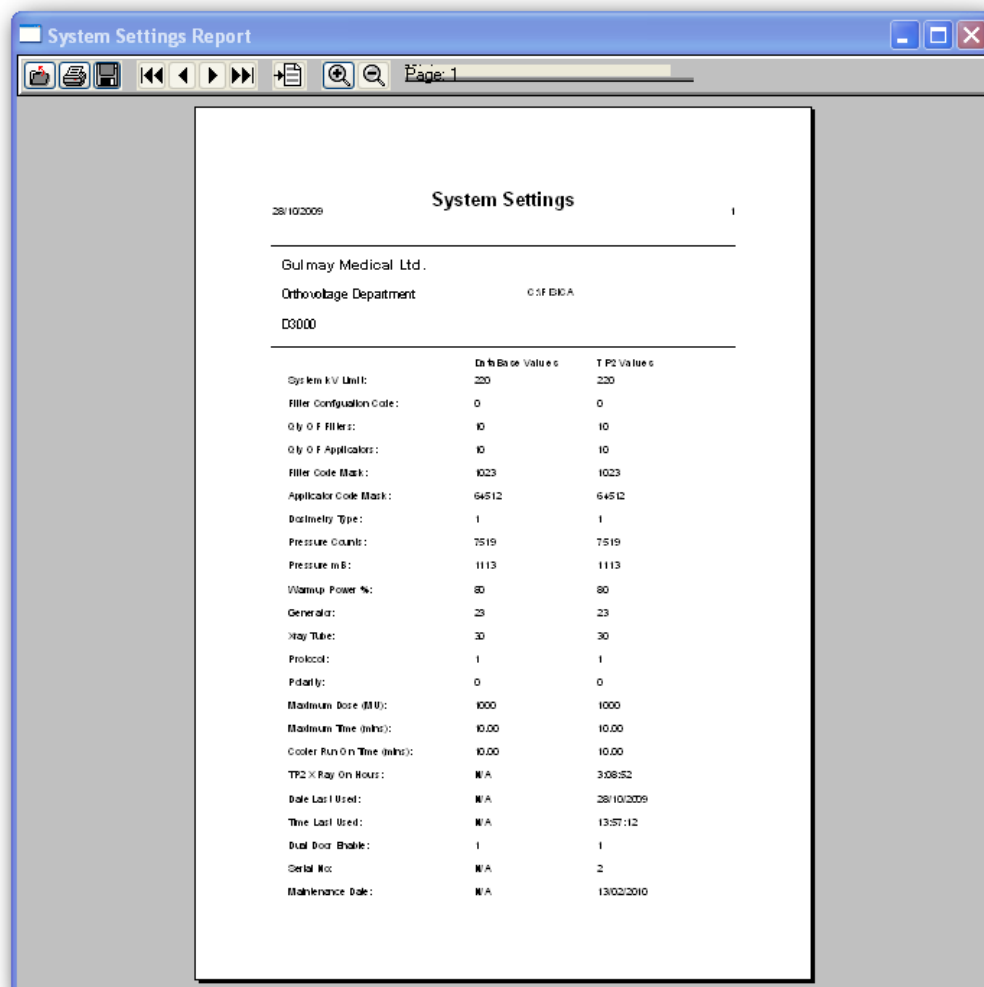 System Settings Report
Page: 1
System Settings
28/10/2009 1
Gulmay Medical Ltd.
Orthovoltage Department
D3000
DataBase Values TP2 Values
System kV Limit: 220 220
Filter Configuation Code: 0 0
Qty OF Filters: 10 10
Qty OF Applicators: 10 10
Filter Code Mask: 1023 1023
Applicator Code Mask: 64512 64512
Dosimetry Type: 1 1
Pressure Counts: 7519 7519
Pressure mB: 1113 1113
Warmup Power %: 80 80
Generator: 23 23
Xray Tube: 30 30
Protocol: 1 1
Polarity: 0 0
Maximum Dose (MU): 1000 1000
Maximum Time (mins): 10.00 10.00
Cooler Run On Time (mins): 10.00 10.00
TP2 X Ray On Hours: N/A 3:08:52
Date Last Used: N/A 28/10/2009
Time Last Used: N/A 13:57:12
Dual Door Enable: 1 1
Serial No: N/A 2
Maintenance Date: N/A 13/02/2010